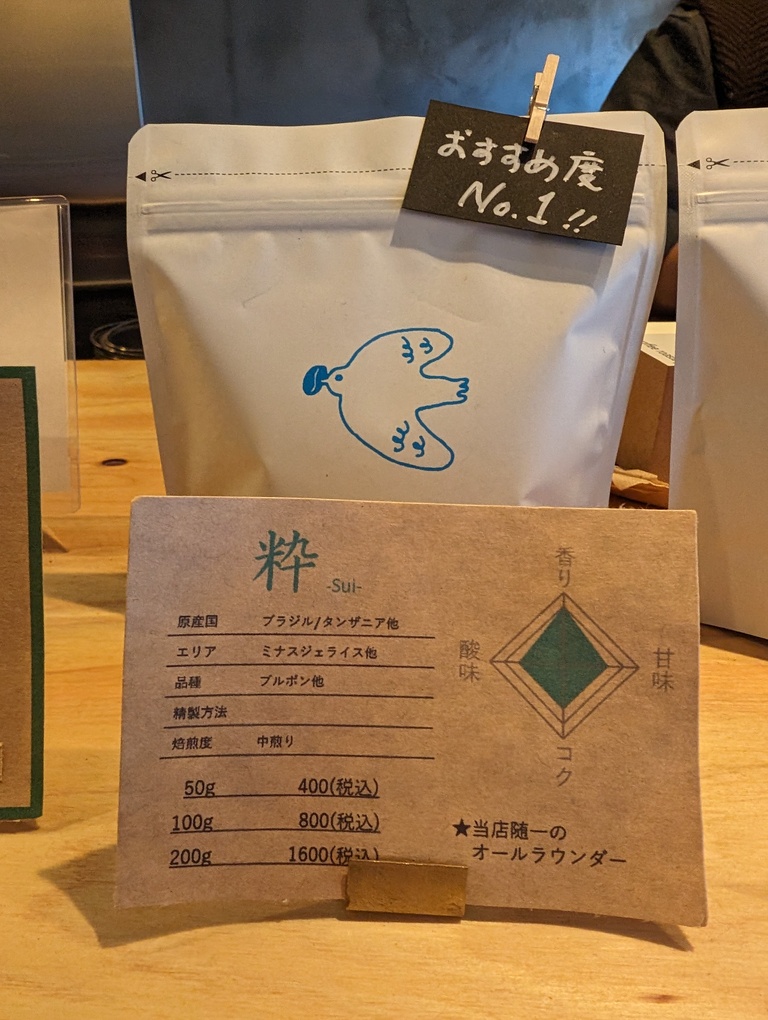 おすすめ度
No.1!!
粋 -Sui-
原産国 ブラジル/タンザニア他
エリア ミナスジェライス他
品種 ブルボン他
精製方法
焙煎度 中煎り
50g 400(税込)
100g 800(税込)
200g 1600(税込)
香り
酸味
甘味
コク
★当店随一の
オールラウンダー